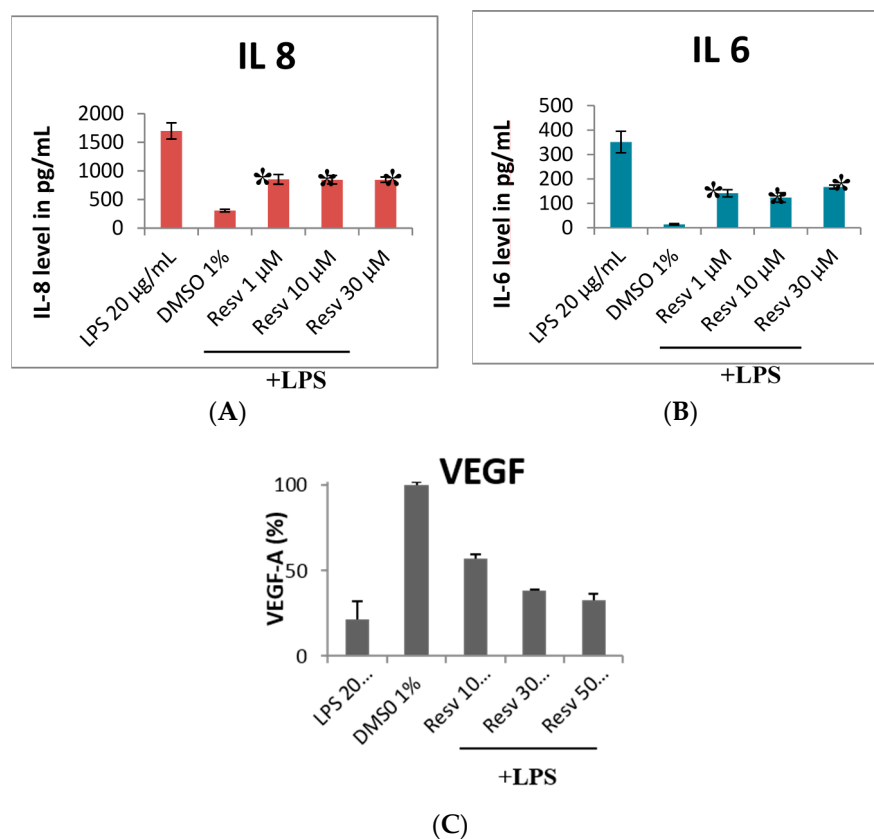 IL 8
IL-8 level in pg/mL
2000
1500
1000
500
0
LPS 20 µg/mL
DMSO 1%
Resv 1 µM
Resv 10 µM
Resv 30 µM
+LPS
(A)
IL 6
IL-6 level in pg/mL
500
400
300
200
100
0
LPS 20 µg/mL
DMSO 1%
Resv 1 µM
Resv 10 µM
Resv 30 µM
+LPS
(B)
VEGF
VEGF-A (%)
100
50
0
LPS 20...
DMS0 1%
Resv 10...
Resv 30...
Resv 50...
+LPS
(C)